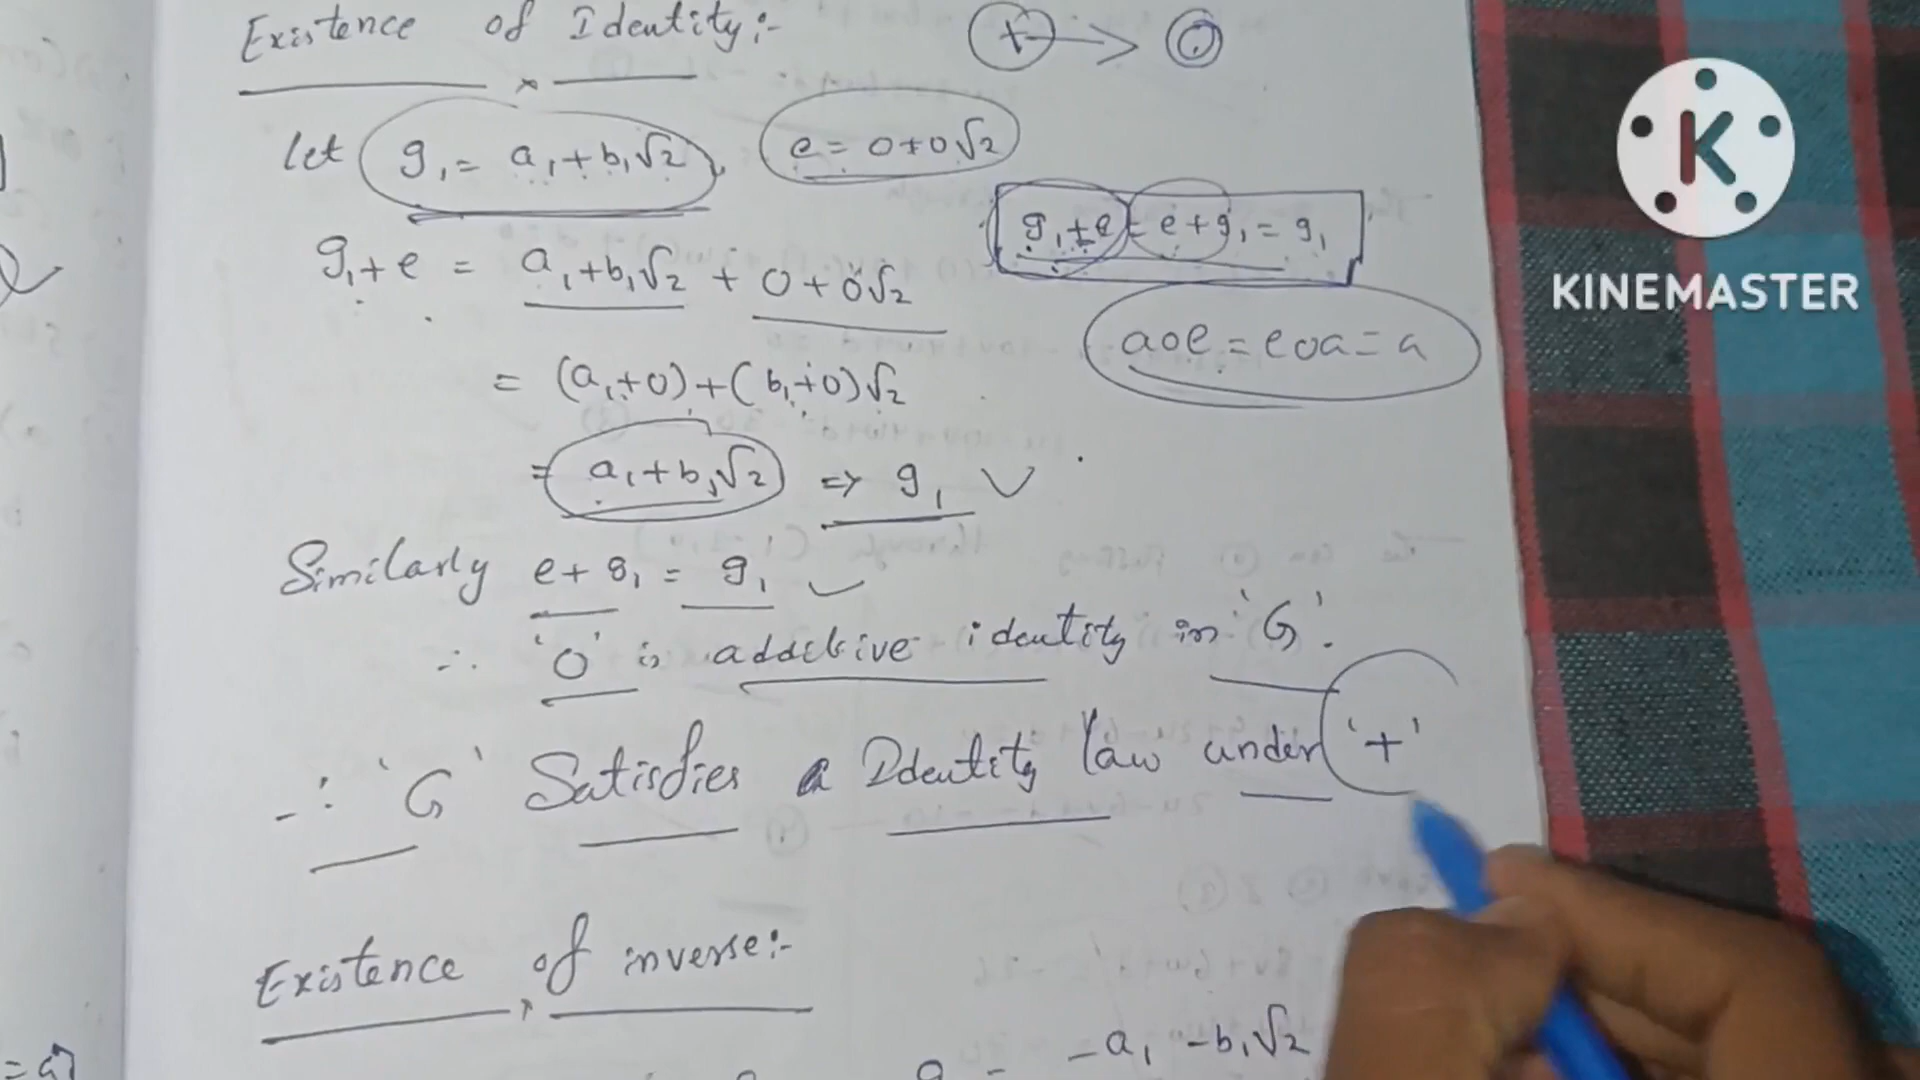 Existence of Identity:-
+ → 0
let g₁ = a₁+b₁√2, e = 0+0√2
g₁+e = e+g₁ = g₁
g₁+e = a₁+b₁√2 + 0+0√2
aoe = eoa = a
= (a₁+0)+(b₁+0)√2
= a₁+b₁√2 => g₁
Similarly e+g₁ = g₁
∴ '0' is additive identity in 'G'.
∴ 'G' Satisfies a Identity law under '+'
Existence of inverse:-
-a₁ -b₁√2
KINEMASTER